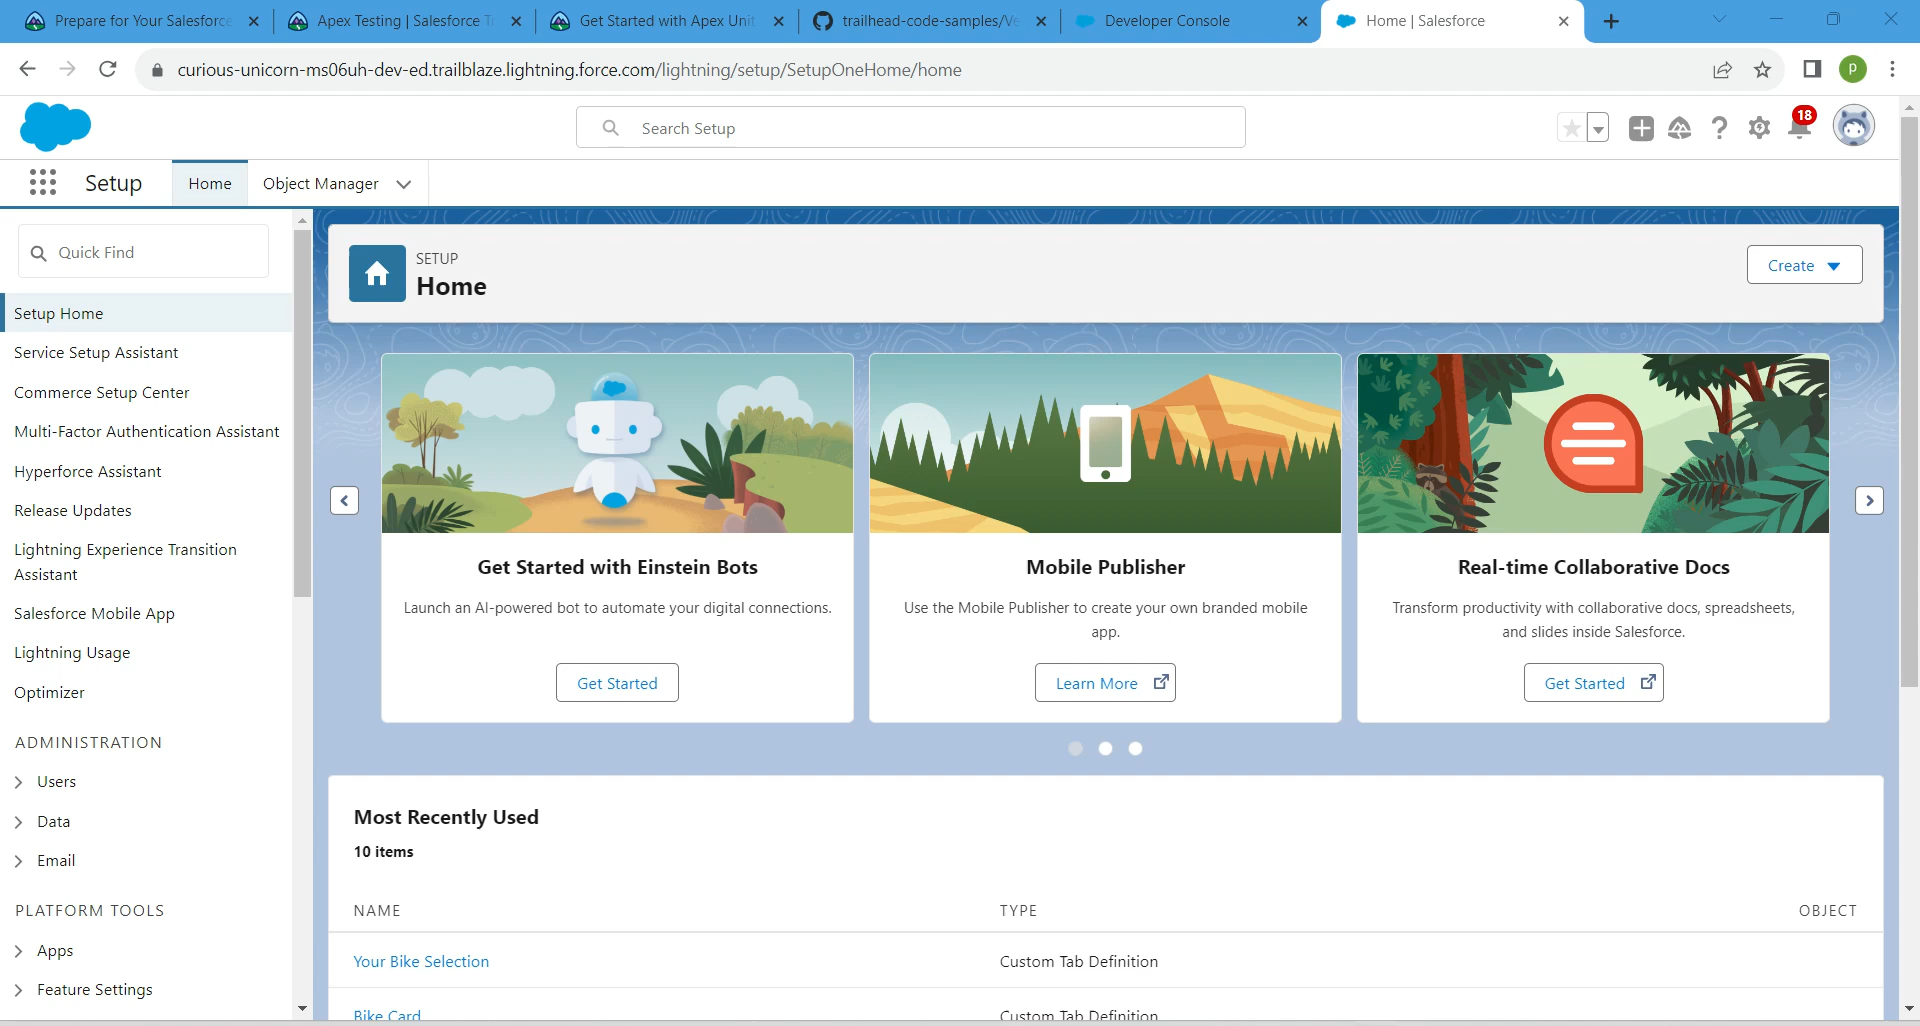 Prepare for Your Salesforce
Apex Testing | Salesforce T
Get Started with Apex Unit
trailhead-code-samples/Ve
Developer Console
Home | Salesforce
curious-unicorn-ms06uh-dev-ed.trailblaze.lightning.force.com/lightning/setup/SetupOneHome/home
p
Search Setup
18
Setup
Home
Object Manager
Quick Find
Setup Home
Service Setup Assistant
Commerce Setup Center
Multi-Factor Authentication Assistant
Hyperforce Assistant
Release Updates
Lightning Experience Transition
Assistant
Salesforce Mobile App
Lightning Usage
Optimizer
ADMINISTRATION
Users
Data
Email
PLATFORM TOOLS
Apps
Feature Settings
SETUP
Home
Create
Get Started with Einstein Bots
Launch an AI-powered bot to automate your digital connections.
Get Started
Mobile Publisher
Use the Mobile Publisher to create your own branded mobile
app.
Learn More
Real-time Collaborative Docs
Transform productivity with collaborative docs, spreadsheets,
and slides inside Salesforce.
Get Started
Most Recently Used
10 items
NAME TYPE OBJECT
Your Bike Selection Custom Tab Definition
Bike Card Custom Tab Definition